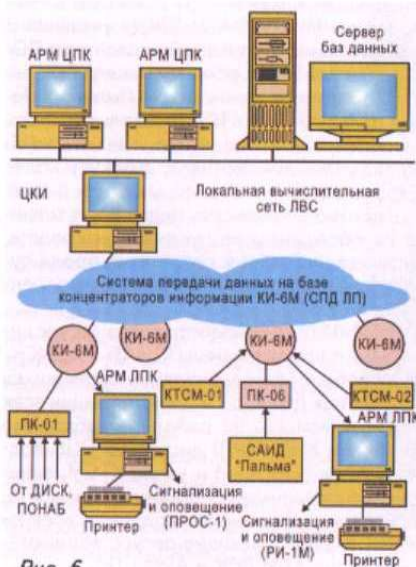 АРМ ЦПК
АРМ ЦПК
Сервер
баз данных
ЦКИ
Локальная вычислительная
сеть ЛВС
Система передачи данных на базе
концентраторов информации КИ-6М (СПД ЛП)
КИ-6М
КИ-6М
КИ-6М
КИ-6М
АРМ ЛПК
КТСМ-01
ПК-06
КТСМ-02
АРМ ЛПК
ПК-01
САИД
"Пальма"
От ДИСК,
ПОНАБ
Принтер
Сигнализация
и оповещение
(ПРОС-1)
Сигнализация
и оповещение
(РИ-1М)
Принтер
Рис. 6